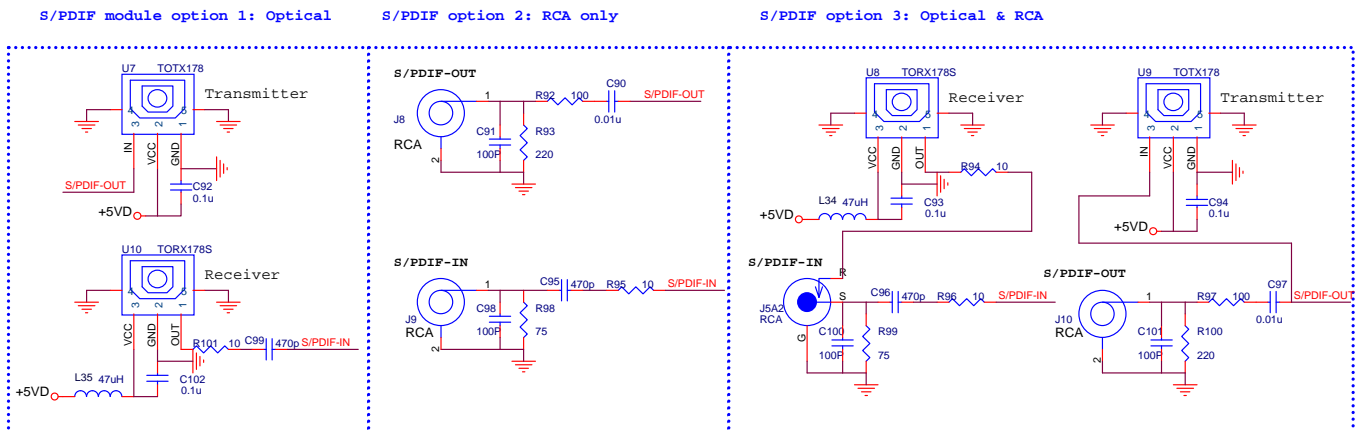 S/PDIF module option 1: Optical
S/PDIF option 2: RCA only
S/PDIF option 3: Optical & RCA
U7 TOTX178
Transmitter
4 5
3 2 1
IN VCC GND
S/PDIF-OUT
C92
0.1u
+5VD
U10 TORX178S
Receiver
4 5
3 2 1
VCC GND OUT
R101 10 C99 470p S/PDIF-IN
L35 47uH
C102
0.1u
+5VD
S/PDIF-OUT
1 R92 100 C90 S/PDIF-OUT
0.01u
J8
RCA
2
C91
100P
R93
220
S/PDIF-IN
1 C95 470p R95 10 S/PDIF-IN
J9
RCA
2
C98
100P
R98
75
U8 TORX178S
Receiver
4 5
3 2 1
VCC GND OUT
R94 10
L34 47uH
+5VD
C93
0.1u
S/PDIF-IN
R
S C96 470p R96 10 S/PDIF-IN
J5A2
RCA
G
C100
100P
R99
75
U9 TOTX178
Transmitter
4 5
3 2 1
IN VCC GND
C94
0.1u
+5VD
S/PDIF-OUT
1 R97 100 C97 S/PDIF-OUT
0.01u
J10
RCA
2
C101
100P
R100
220